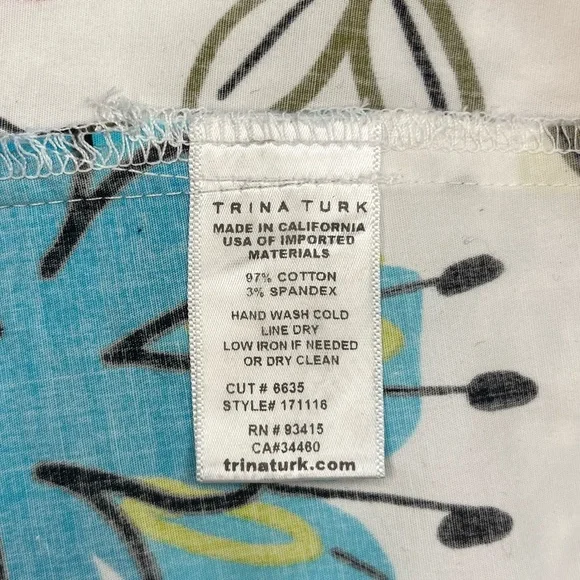 TRINA TURK
MADE IN CALIFORNIA
USA OF IMPORTED
MATERIALS
97% COTTON
3% SPANDEX
HAND WASH COLD
LINE DRY
LOW IRON IF NEEDED
OR DRY CLEAN
CUT # 6635
STYLE# 171116
RN # 93415
CA#34460
trinaturk.com